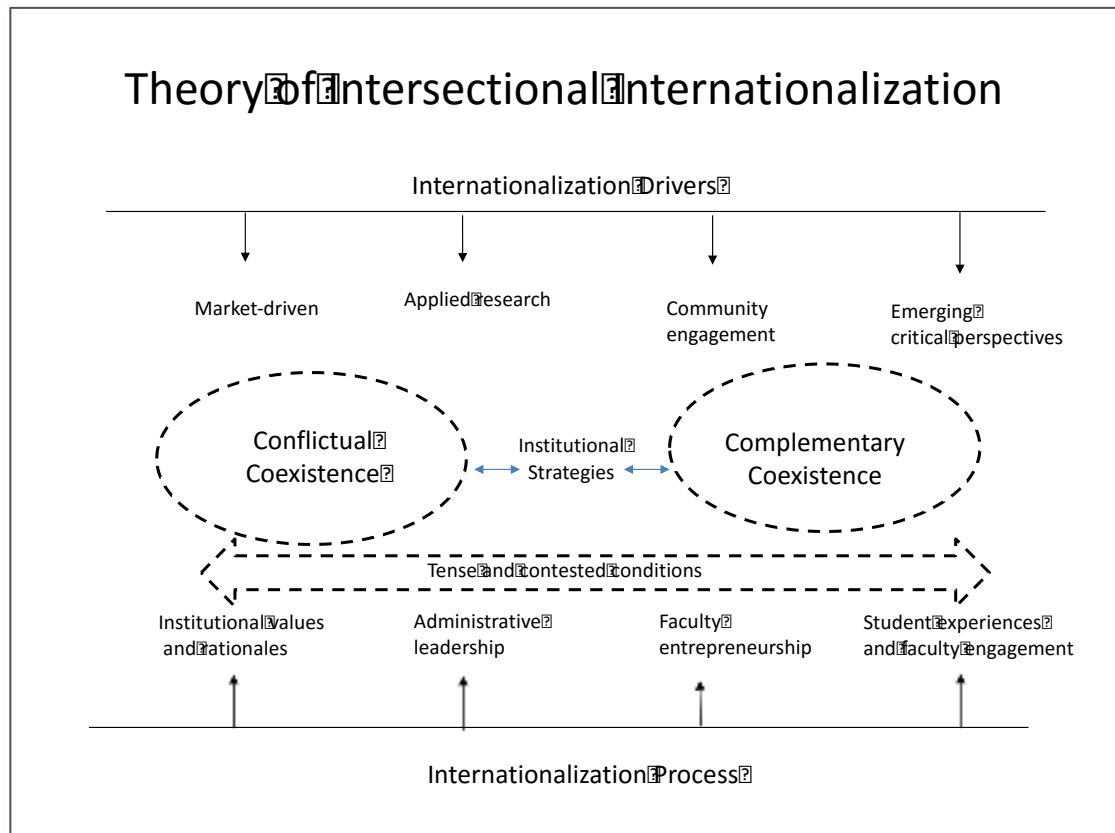 Theory of Intersectional Internationalization
Internationalization Drivers
Market-driven
Applied research
Community
engagement
Emerging
critical perspectives
Conflictual
Coexistence
Institutional
Strategies
Complementary
Coexistence
Tense and contested conditions
Institutional values
and rationales
Administrative
leadership
Faculty
entrepreneurship
Student experiences
and faculty engagement
Internationalization Process